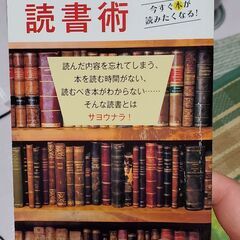 読書術
今すぐ本が
読みたくなる!
読んだ内容を忘れてしまう、
本を読む時間がない、
読むべき本がわからない……
そんな読書とは
サヨウナラ!